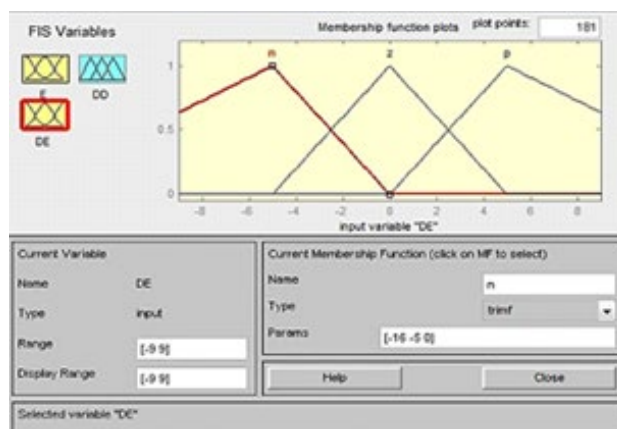 FIS Variables
Membership function plots
plot points:
181
E
DD
DE
n
z
p
1
0.5
0
-8 -6 -4 -2 0 2 4 6 8
input variable "DE"
Current Variable
Name DE
Type input
Range [-9 9]
Display Range [-9 9]
Current Membership Function (click on MF to select)
Name n
Type trimf
Params [-16 -5 0]
Help
Close
Selected variable "DE"